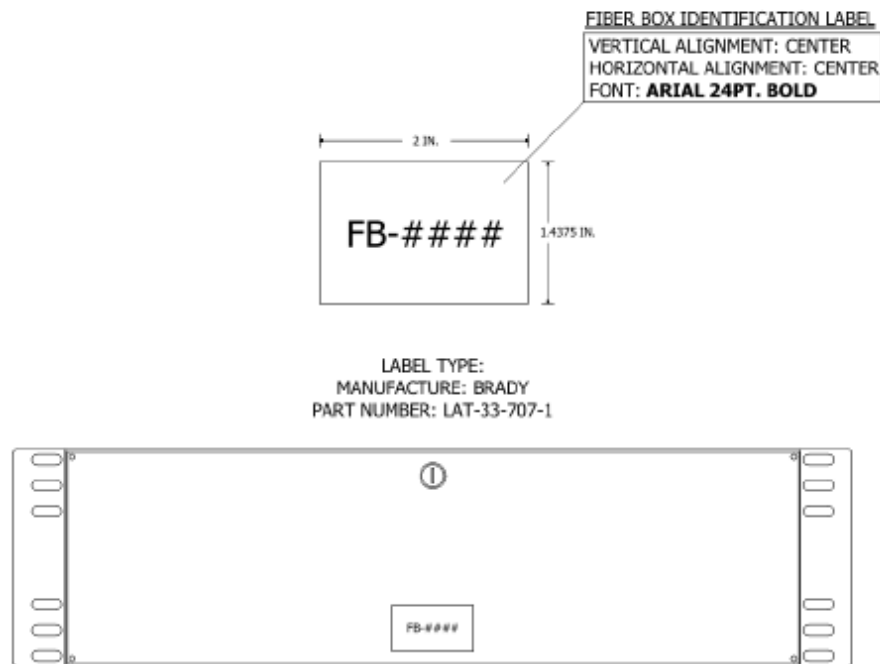 FIBER BOX IDENTIFICATION LABEL
VERTICAL ALIGNMENT: CENTER
HORIZONTAL ALIGNMENT: CENTER
FONT: ARIAL 24PT. BOLD
2 IN.
FB-####
1.4375 IN.
LABEL TYPE:
MANUFACTURE: BRADY
PART NUMBER: LAT-33-707-1
FB-####